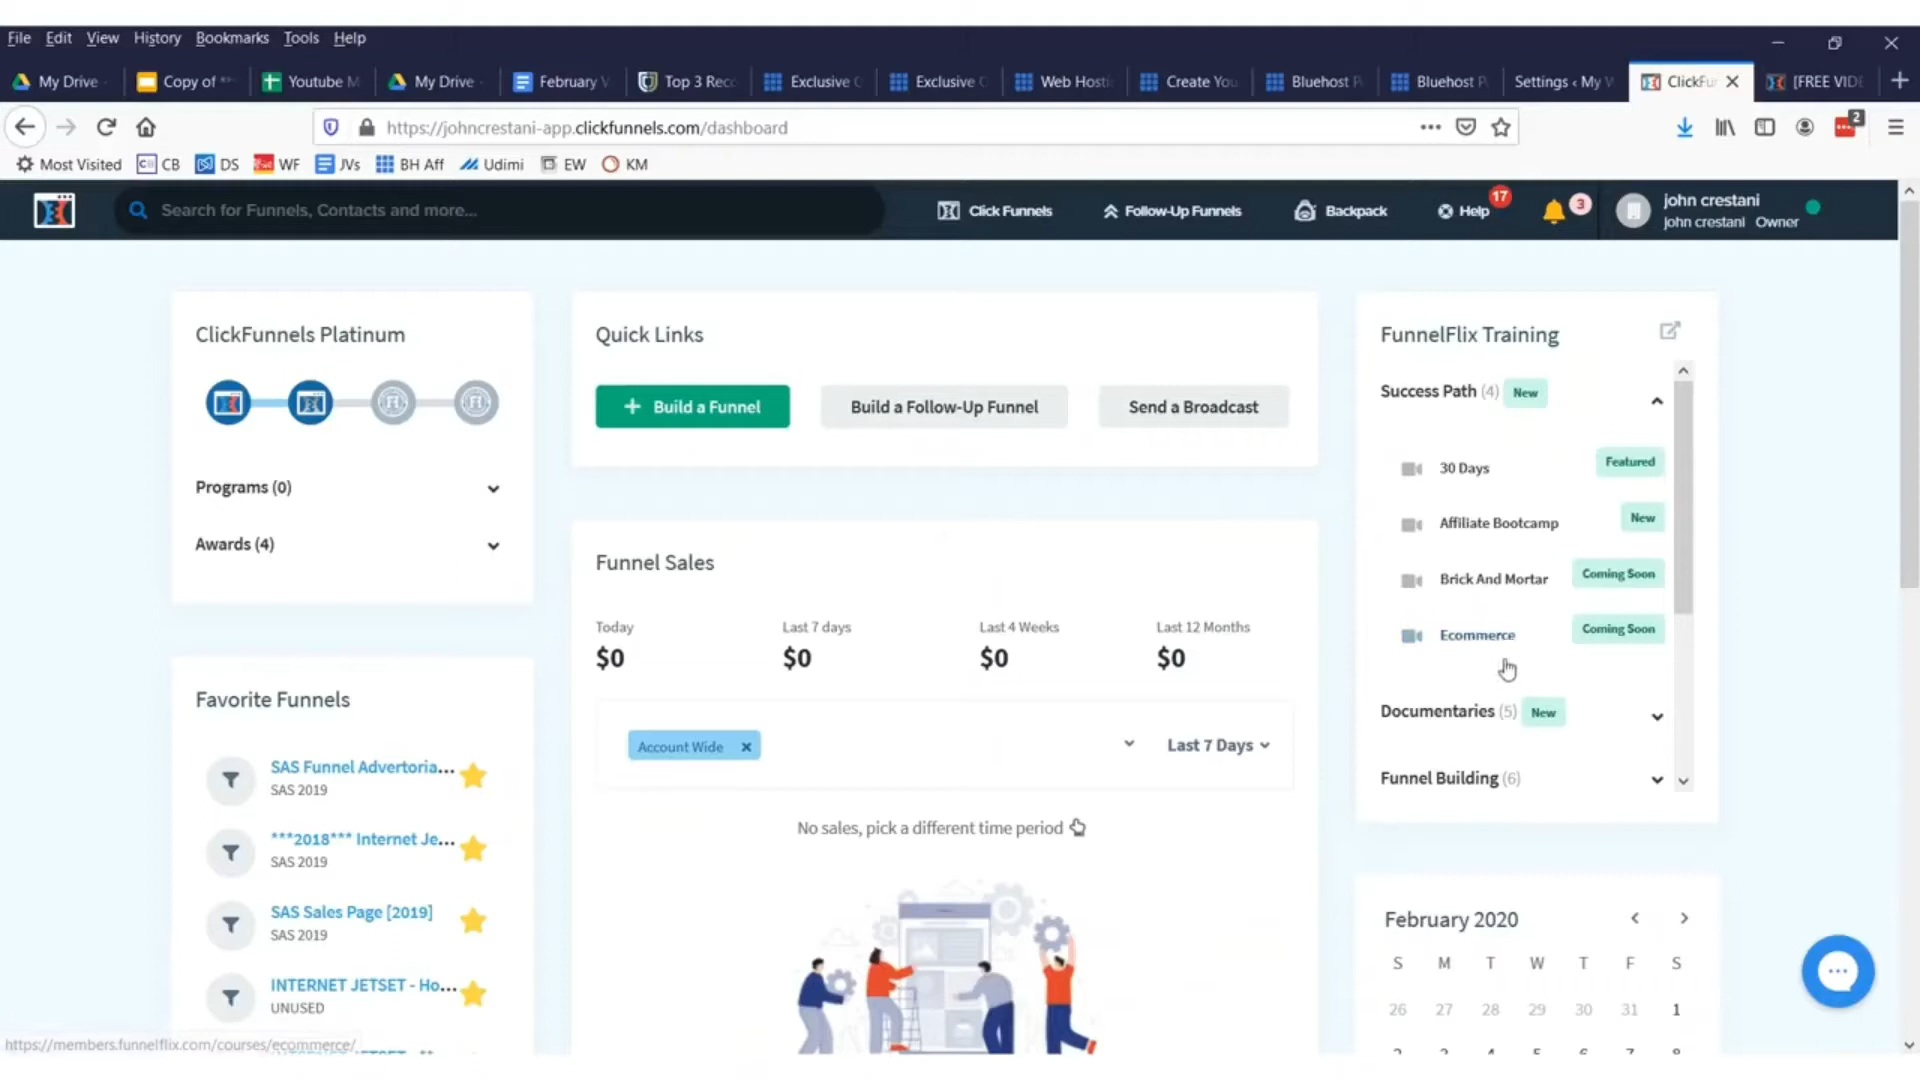 File Edit View History Bookmarks Tools Help
My Drive Copy of Youtube M My Drive February V Top 3 Reco Exclusive C Exclusive C Web Hosti Create You Bluehost P Bluehost P Settings ‹ My V ClickFu [FREE VIDE
https://johncrestani-app.clickfunnels.com/dashboard
2
Most Visited CB DS WF JVs BH Aff Udimi EW KM
Search for Funnels, Contacts and more...
Click Funnels Follow-Up Funnels Backpack Help 17 3
john crestani
john crestani Owner
ClickFunnels Platinum
Programs (0)
Awards (4)
Favorite Funnels
SAS Funnel Advertoria...
SAS 2019
***2018*** Internet Je...
SAS 2019
SAS Sales Page [2019]
SAS 2019
INTERNET JETSET - Ho...
UNUSED
Quick Links
+ Build a Funnel Build a Follow-Up Funnel Send a Broadcast
Funnel Sales
Today Last 7 days Last 4 Weeks Last 12 Months
$0 $0 $0 $0
Account Wide × Last 7 Days
No sales, pick a different time period
FunnelFlix Training
Success Path (4) New
30 Days Featured
Affiliate Bootcamp New
Brick And Mortar Coming Soon
Ecommerce Coming Soon
Documentaries (5) New
Funnel Building (6)
February 2020
S M T W T F S
26 27 28 29 30 31 1
https://members.funnelflix.com/courses/ecommerce/